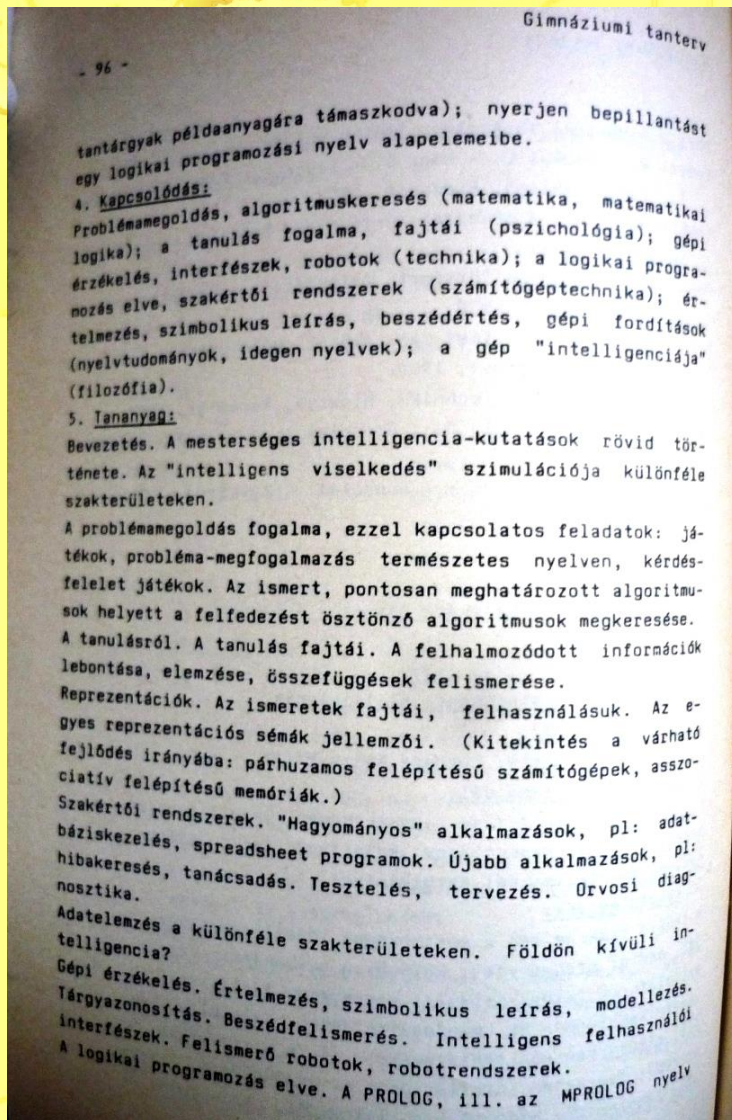 Gimnáziumi tanterv
- 96 -
tantárgyak példaanyagára támaszkodva); nyerjen bepillantást
egy logikai programozási nyelv alapelemeibe.
4. Kapcsolódás:
Problémamegoldás, algoritmuskeresés (matematika, matematikai
logika); a tanulás fogalma, fajtái (pszichológia); gépi
érzékelés, interfészek, robotok (technika); a logikai progra-
mozás elve, szakértői rendszerek (számítógéptechnika); ér-
telmezés, szimbolikus leírás, beszédértés, gépi fordítások
(nyelvtudományok, idegen nyelvek); a gép "intelligenciája"
(filozófia).
5. Tananyag:
Bevezetés. A mesterséges intelligencia-kutatások rövid tör-
ténete. Az "intelligens viselkedés" szimulációja különféle
szakterületeken.
A problémamegoldás fogalma, ezzel kapcsolatos feladatok: já-
tékok, probléma-megfogalmazás természetes nyelven, kérdés-
felelet játékok. Az ismert, pontosan meghatározott algoritmu-
sok helyett a felfedezést ösztönző algoritmusok megkeresése.
A tanulásról. A tanulás fajtái. A felhalmozódott információk
lebontása, elemzése, összefüggések felismerése.
Reprezentációk. Az ismeretek fajtái, felhasználásuk. Az e-
gyes reprezentációs sémák jellemzői. (Kitekintés a várható
fejlődés irányába: párhuzamos felépítésű számítógépek, asszo-
ciatív felépítésű memóriák.)
Szakértői rendszerek. "Hagyományos" alkalmazások, pl: adat-
báziskezelés, spreadsheet programok. Újabb alkalmazások, pl:
hibakeresés, tanácsadás. Tesztelés, tervezés. Orvosi diag-
nosztika.
Adatelemzés a különféle szakterületeken. Földön kívüli in-
telligencia?
Gépi érzékelés. Értelmezés, szimbolikus leírás, modellezés.
Tárgyazonosítás. Beszédfelismerés. Intelligens felhasználói
interfészek. Felismerő robotok, robotrendszerek.
A logikai programozás elve. A PROLOG, ill. az MPROLOG nyelv